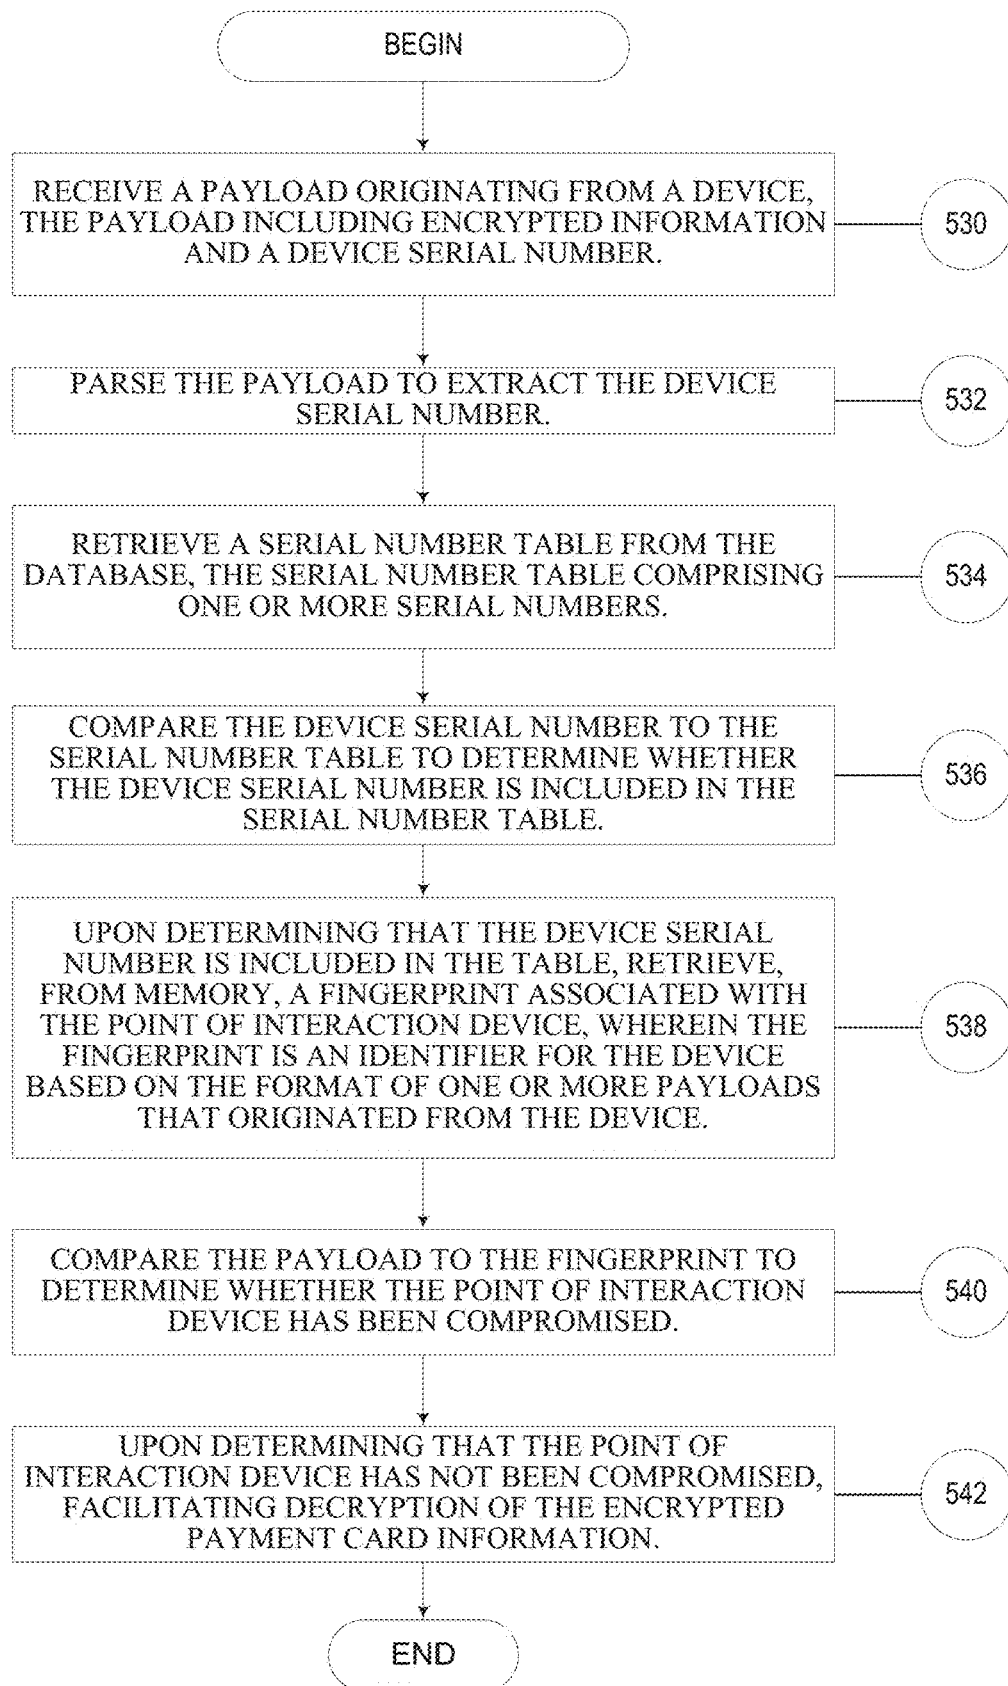 BEGIN
RECEIVE A PAYLOAD ORIGINATING FROM A DEVICE,
THE PAYLOAD INCLUDING ENCRYPTED INFORMATION
AND A DEVICE SERIAL NUMBER.
530
PARSE THE PAYLOAD TO EXTRACT THE DEVICE
SERIAL NUMBER.
532
RETRIEVE A SERIAL NUMBER TABLE FROM THE
DATABASE, THE SERIAL NUMBER TABLE COMPRISING
ONE OR MORE SERIAL NUMBERS.
534
COMPARE THE DEVICE SERIAL NUMBER TO THE
SERIAL NUMBER TABLE TO DETERMINE WHETHER
THE DEVICE SERIAL NUMBER IS INCLUDED IN THE
SERIAL NUMBER TABLE.
536
UPON DETERMINING THAT THE DEVICE SERIAL
NUMBER IS INCLUDED IN THE TABLE, RETRIEVE,
FROM MEMORY, A FINGERPRINT ASSOCIATED WITH
THE POINT OF INTERACTION DEVICE, WHEREIN THE
FINGERPRINT IS AN IDENTIFIER FOR THE DEVICE
BASED ON THE FORMAT OF ONE OR MORE PAYLOADS
THAT ORIGINATED FROM THE DEVICE.
538
COMPARE THE PAYLOAD TO THE FINGERPRINT TO
DETERMINE WHETHER THE POINT OF INTERACTION
DEVICE HAS BEEN COMPROMISED.
540
UPON DETERMINING THAT THE POINT OF
INTERACTION DEVICE HAS NOT BEEN COMPROMISED,
FACILITATING DECRYPTION OF THE ENCRYPTED
PAYMENT CARD INFORMATION.
542
END